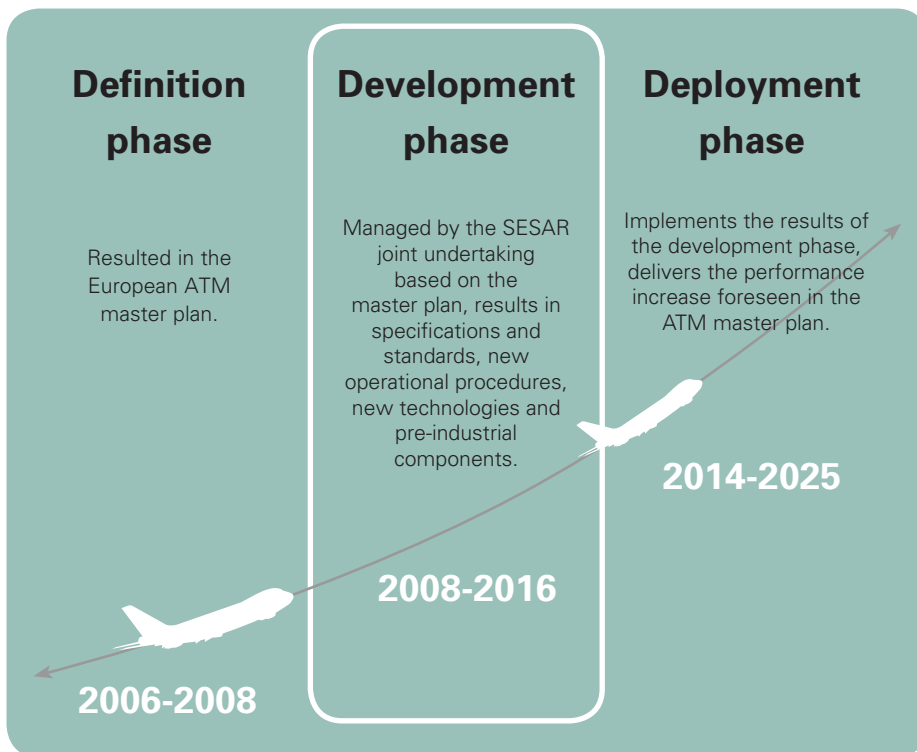 Definition
phase
Resulted in the
European ATM
master plan.
2006-2008
Development
phase
Managed by the SESAR
joint undertaking
based on the
master plan, results in
specifications and
standards, new
operational procedures,
new technologies and
pre-industrial
components.
2008-2016
Deployment
phase
Implements the results of
the development phase,
delivers the performance
increase foreseen in the
ATM master plan.
2014-2025